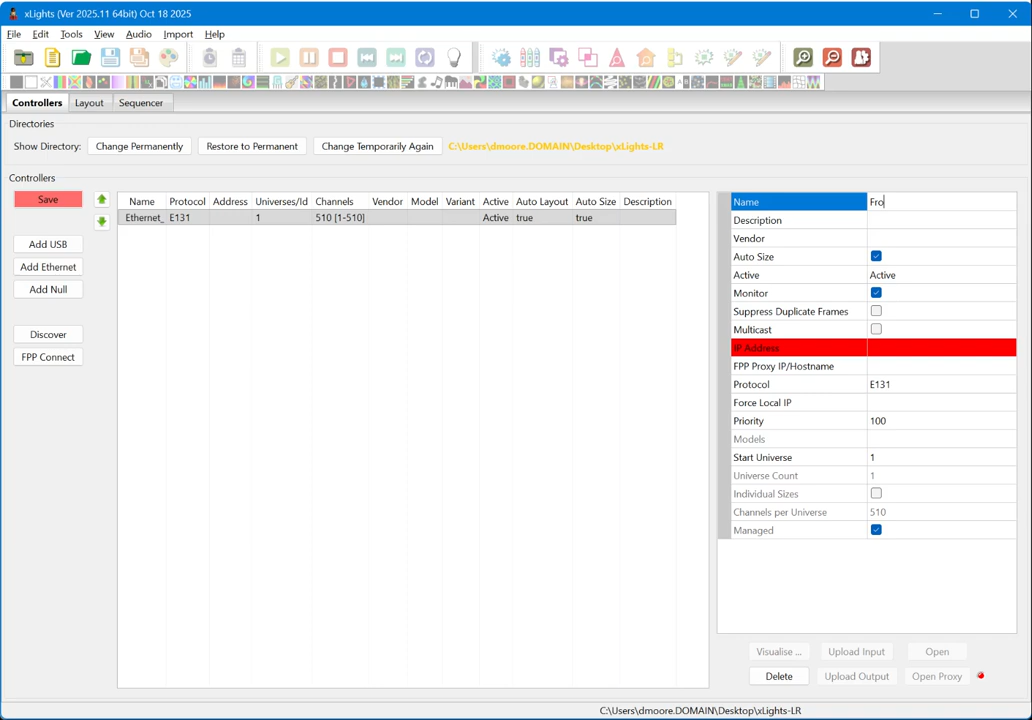 xLights (Ver 2025.11 64bit) Oct 18 2025
File Edit Tools View Audio Import Help
Controllers Layout Sequencer
Directories
Show Directory: Change Permanently Restore to Permanent Change Temporarily Again C:\Users\dmoore.DOMAIN\Desktop\xLights-LR
Controllers
Save
Add USB
Add Ethernet
Add Null
Discover
FPP Connect
Name Protocol Address Universes/Id Channels Vendor Model Variant Active Auto Layout Auto Size Description
Ethernet_ E131 1 510 [1-510] Active true true
Name Fro
Description
Vendor
Auto Size
Active Active
Monitor
Suppress Duplicate Frames
Multicast
IP Address
FPP Proxy IP/Hostname
Protocol E131
Force Local IP
Priority 100
Models
Start Universe 1
Universe Count 1
Individual Sizes
Channels per Universe 510
Managed
Visualise ... Upload Input Open
Delete Upload Output Open Proxy
C:\Users\dmoore.DOMAIN\Desktop\xLights-LR